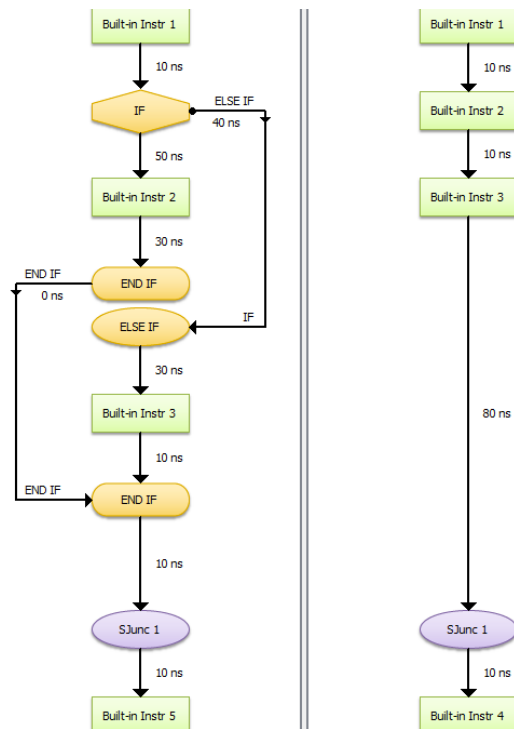 Built-in Instr 1
10 ns
IF
ELSE IF
40 ns
50 ns
Built-in Instr 2
30 ns
END IF
0 ns
END IF
ELSE IF
IF
30 ns
Built-in Instr 3
10 ns
END IF
END IF
10 ns
SJunc 1
10 ns
Built-in Instr 5
Built-in Instr 1
10 ns
Built-in Instr 2
10 ns
Built-in Instr 3
80 ns
SJunc 1
10 ns
Built-in Instr 4